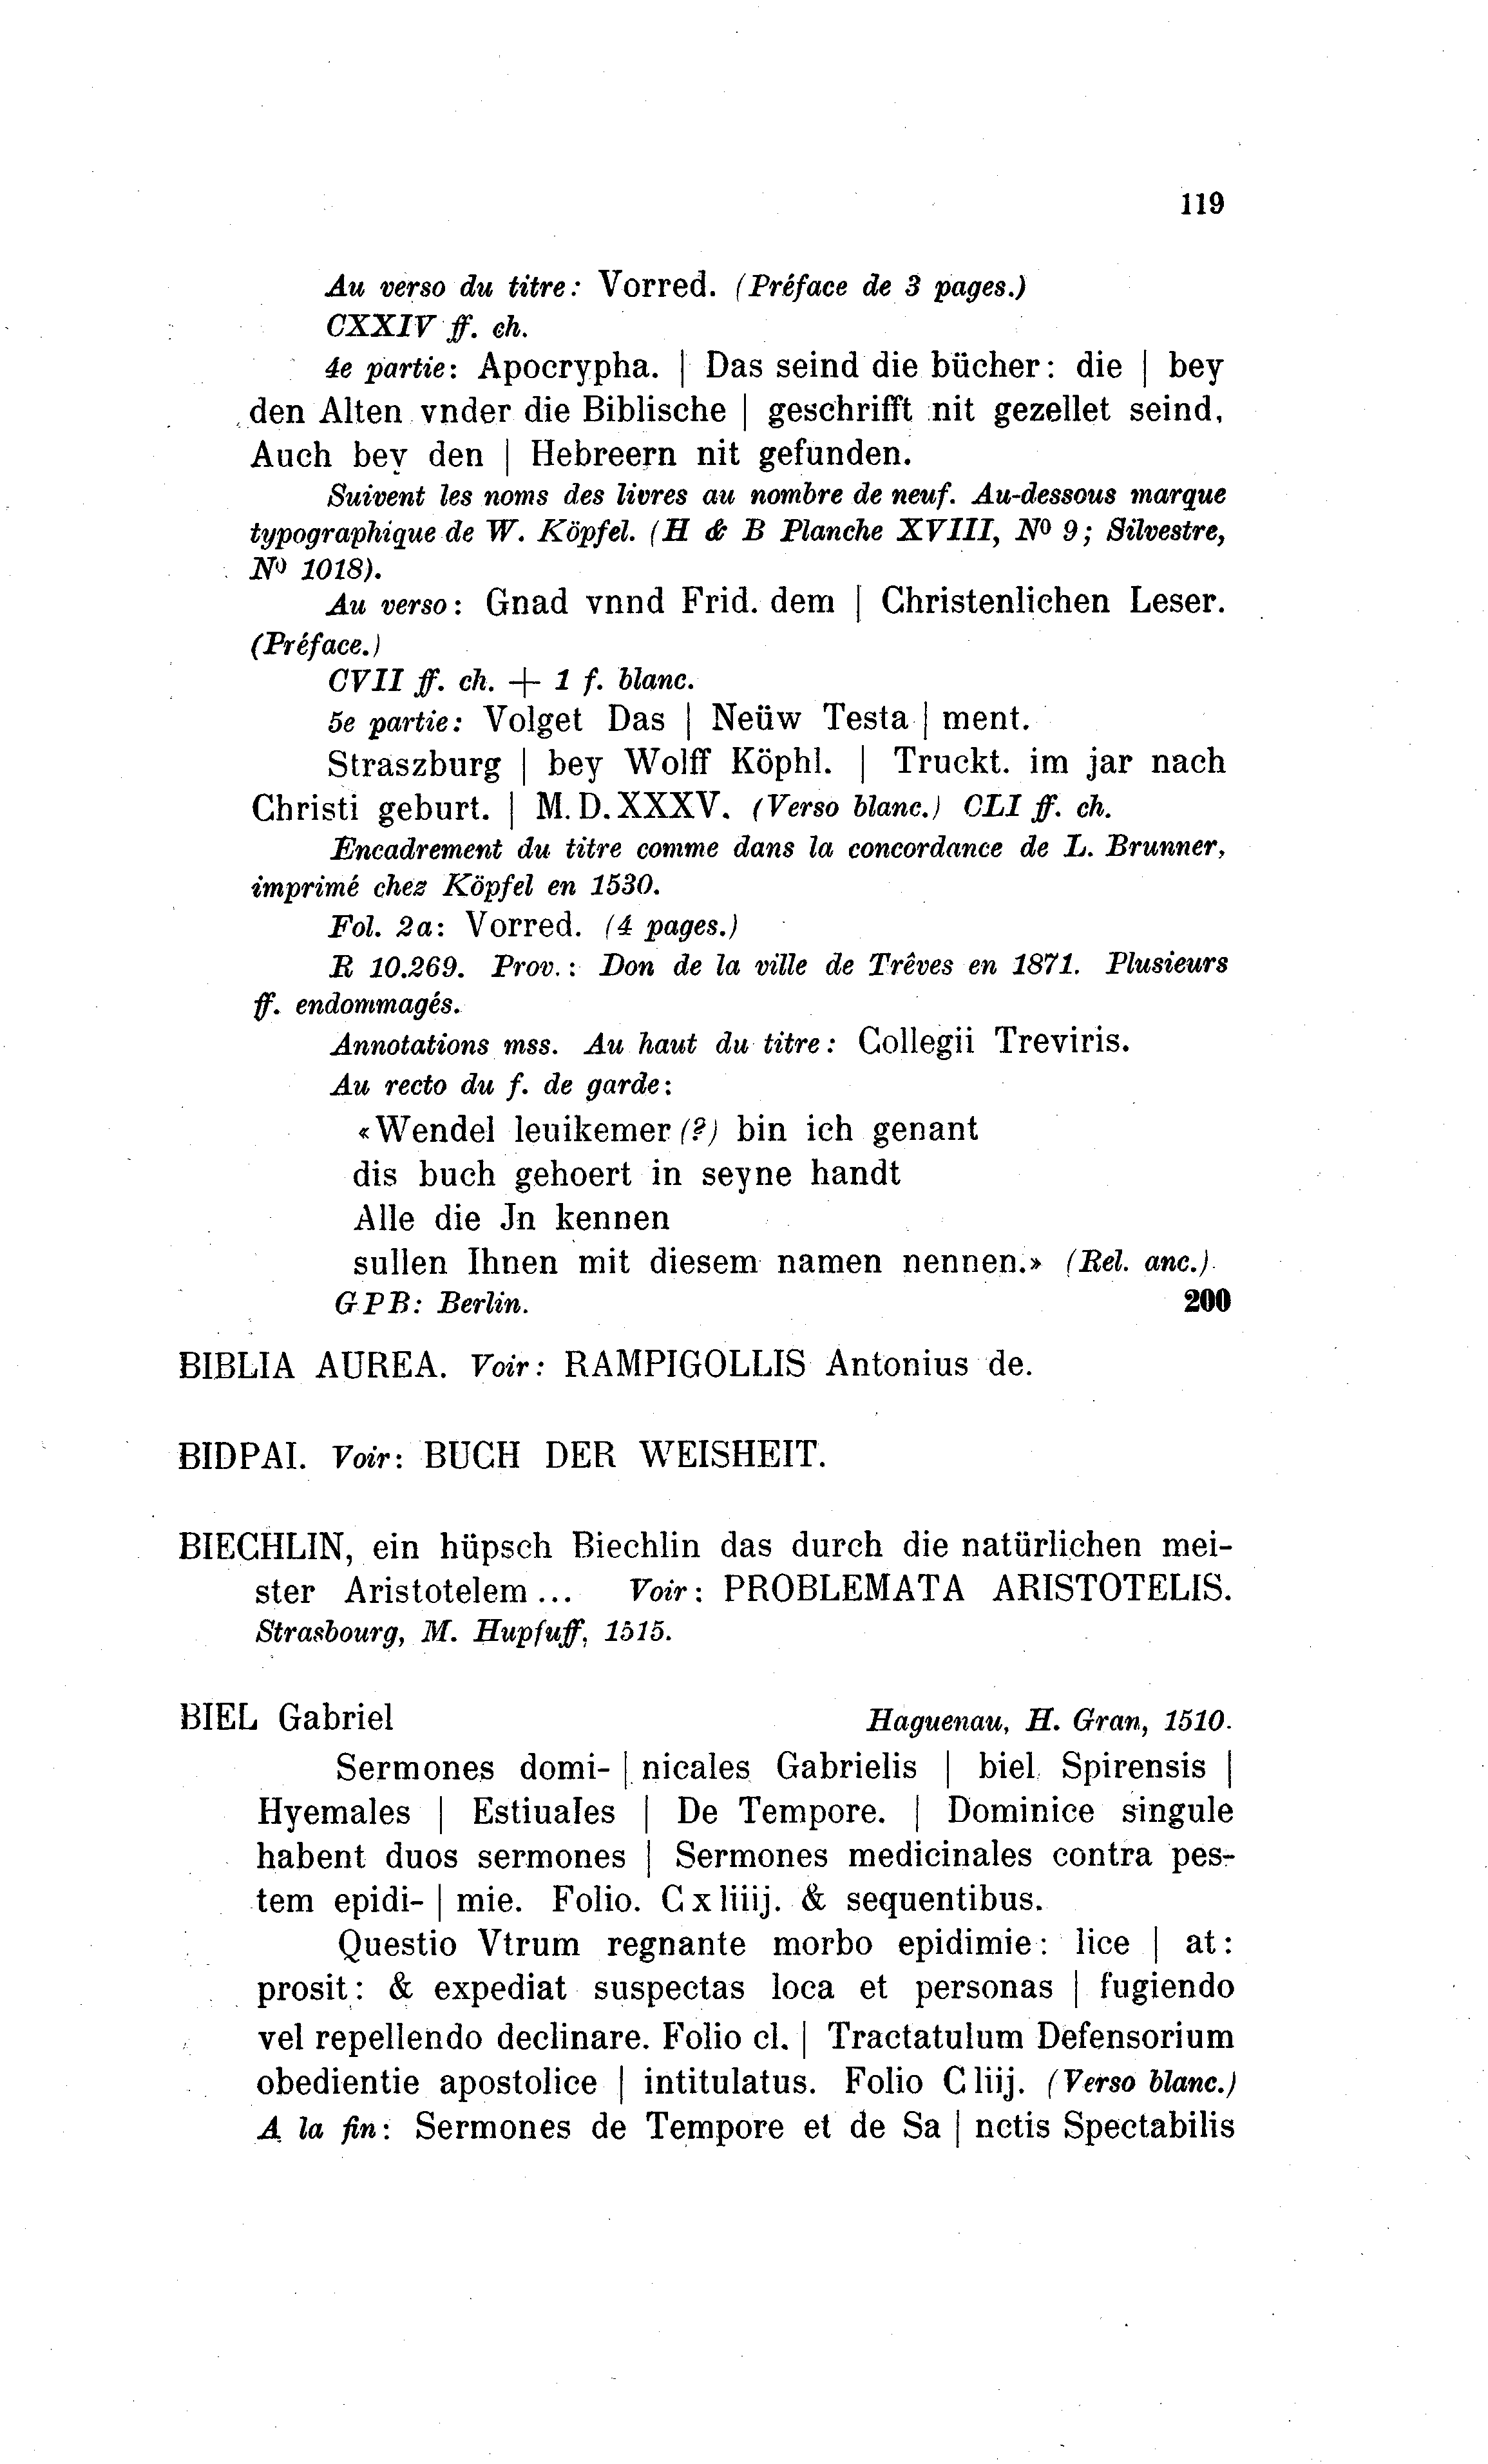 119
Au verso du titre: Vorred. (Préface de 3 pages.)
CXXIV ff. ch.
4e partie: Apocrypha. | Das seind die bücher: die | bey
den Alten vnder die Biblische | geschrifft nit gezellet seind,
Auch bey den | Hebreern nit gefunden.
Suivent les noms des livres au nombre de neuf. Au-dessous marque
typographique de W. Köpfel. (H & B Planche XVIII, No 9; Silvestre,
No 1018).
Au verso: Gnad vnnd Frid. dem | Christenlichen Leser.
(Préface.)
CVII ff. ch. + 1 f. blanc.
5e partie: Volget Das | Neüw Testa | ment.
Straszburg | bey Wolff Köphl. | Truckt. im jar nach
Christi geburt. | M.D.XXXV. (Verso blanc.) CLI ff. ch.
Encadrement du titre comme dans la concordance de L. Brunner,
imprimé chez Köpfel en 1530.
Fol. 2a: Vorred. (4 pages.)
R 10.269. Prov.: Don de la ville de Trêves en 1871. Plusieurs
ff. endommagés.
Annotations mss. Au haut du titre: Collegii Treviris.
Au recto du f. de garde:
«Wendel leuikemer (?) bin ich genant
dis buch gehoert in seyne handt
Alle die Jn kennen
sullen Ihnen mit diesem namen nennen.» (Rel. anc.).
GPB: Berlin. 200
BIBLIA AUREA. Voir: RAMPIGOLLIS Antonius de.
BIDPAI. Voir: BUCH DER WEISHEIT.
BIECHLIN, ein hüpsch Biechlin das durch die natürlichen mei-
ster Aristotelem... Voir: PROBLEMATA ARISTOTELIS.
Strasbourg, M. Hupfuff, 1515.
BIEL Gabriel Haguenau, H. Gran, 1510.
Sermones domi- | nicales Gabrielis | biel Spirensis |
Hyemales | Estiuales | De Tempore. | Dominice singule
habent duos sermones | Sermones medicinales contra pes-
tem epidi- | mie. Folio. Cxliiij. & sequentibus.
Questio Vtrum regnante morbo epidimie: lice | at:
prosit: & expediat suspectas loca et personas | fugiendo
vel repellendo declinare. Folio cl. | Tractatulum Defensorium
obedientie apostolice | intitulatus. Folio Cliij. (Verso blanc.)
A la fin: Sermones de Tempore et de Sa | nctis Spectabilis